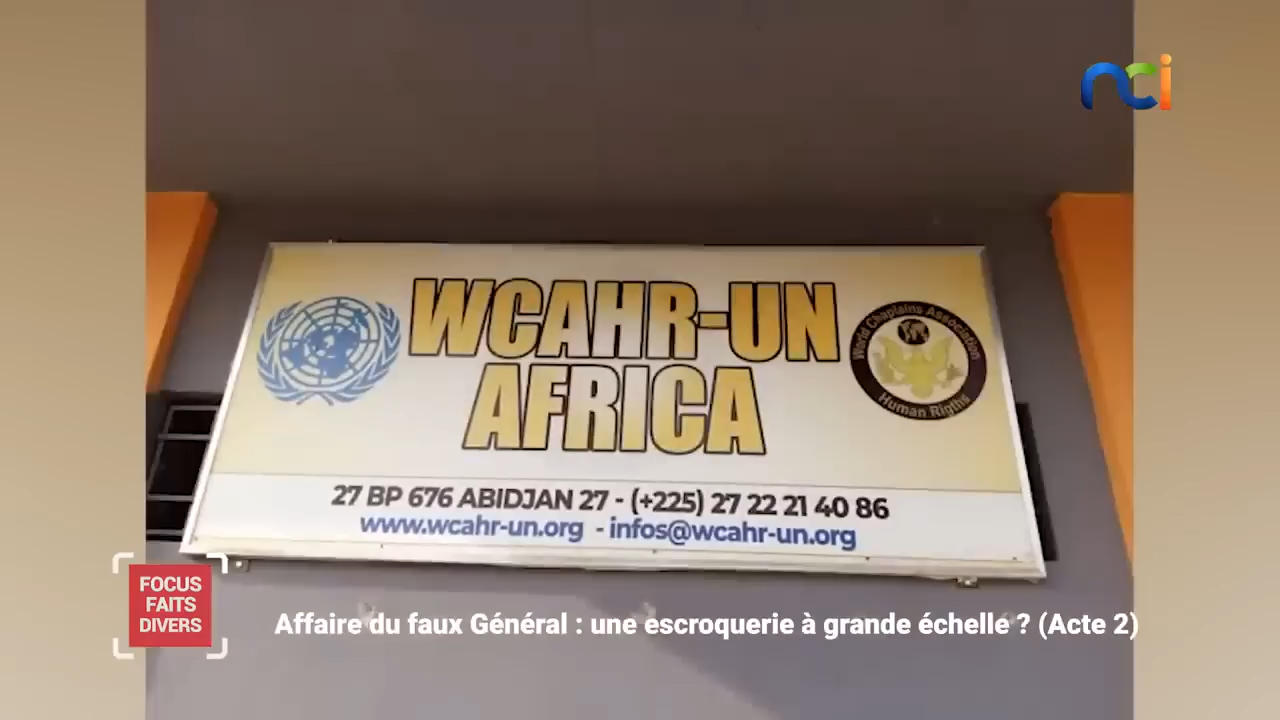 nci
WCAHR-UN
AFRICA
World Chaplains Association
Human Rigths
27 BP 676 ABIDJAN 27 - (+225) 27 22 21 40 86
www.wcahr-un.org - infos@wcahr-un.org
FOCUS
FAITS
DIVERS
Affaire du faux Général : une escroquerie à grande échelle ? (Acte 2)